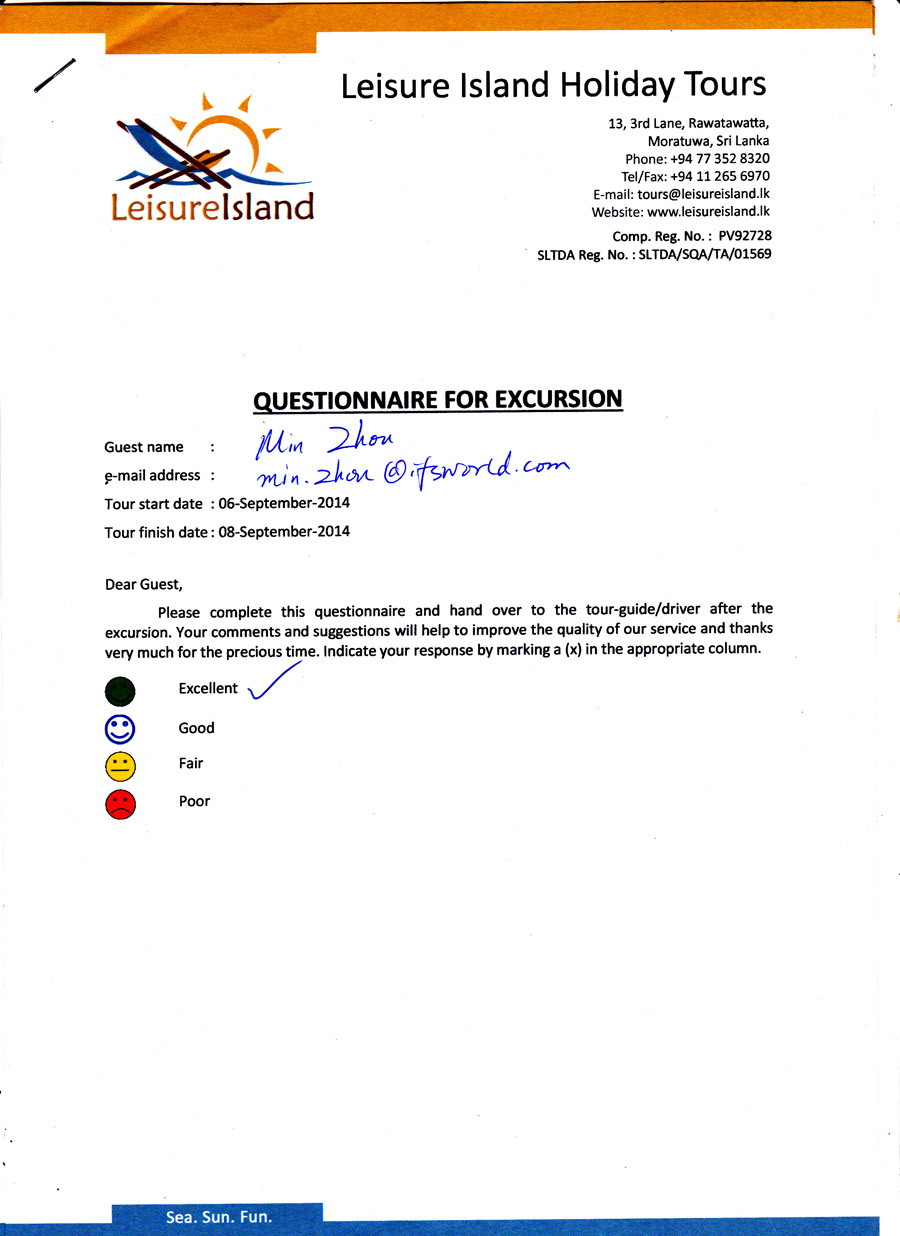 Leisure Island Holiday Tours
LeisureIsland
13, 3rd Lane, Rawatawatta,
Moratuwa, Sri Lanka
Phone: +94 77 352 8320
Tel/Fax: +94 11 265 6970
E-mail: tours@leisureisland.lk
Website: www.leisureisland.lk
Comp. Reg. No. : PV92728
SLTDA Reg. No. : SLTDA/SQA/TA/01569
QUESTIONNAIRE FOR EXCURSION
Guest name : Min Zhou
e-mail address : min.zhou@ifsworld.com
Tour start date : 06-September-2014
Tour finish date : 08-September-2014
Dear Guest,
Please complete this questionnaire and hand over to the tour-guide/driver after the
excursion. Your comments and suggestions will help to improve the quality of our service and thanks
very much for the precious time. Indicate your response by marking a (x) in the appropriate column.
Excellent ✓
Good
Fair
Poor
Sea. Sun. Fun.